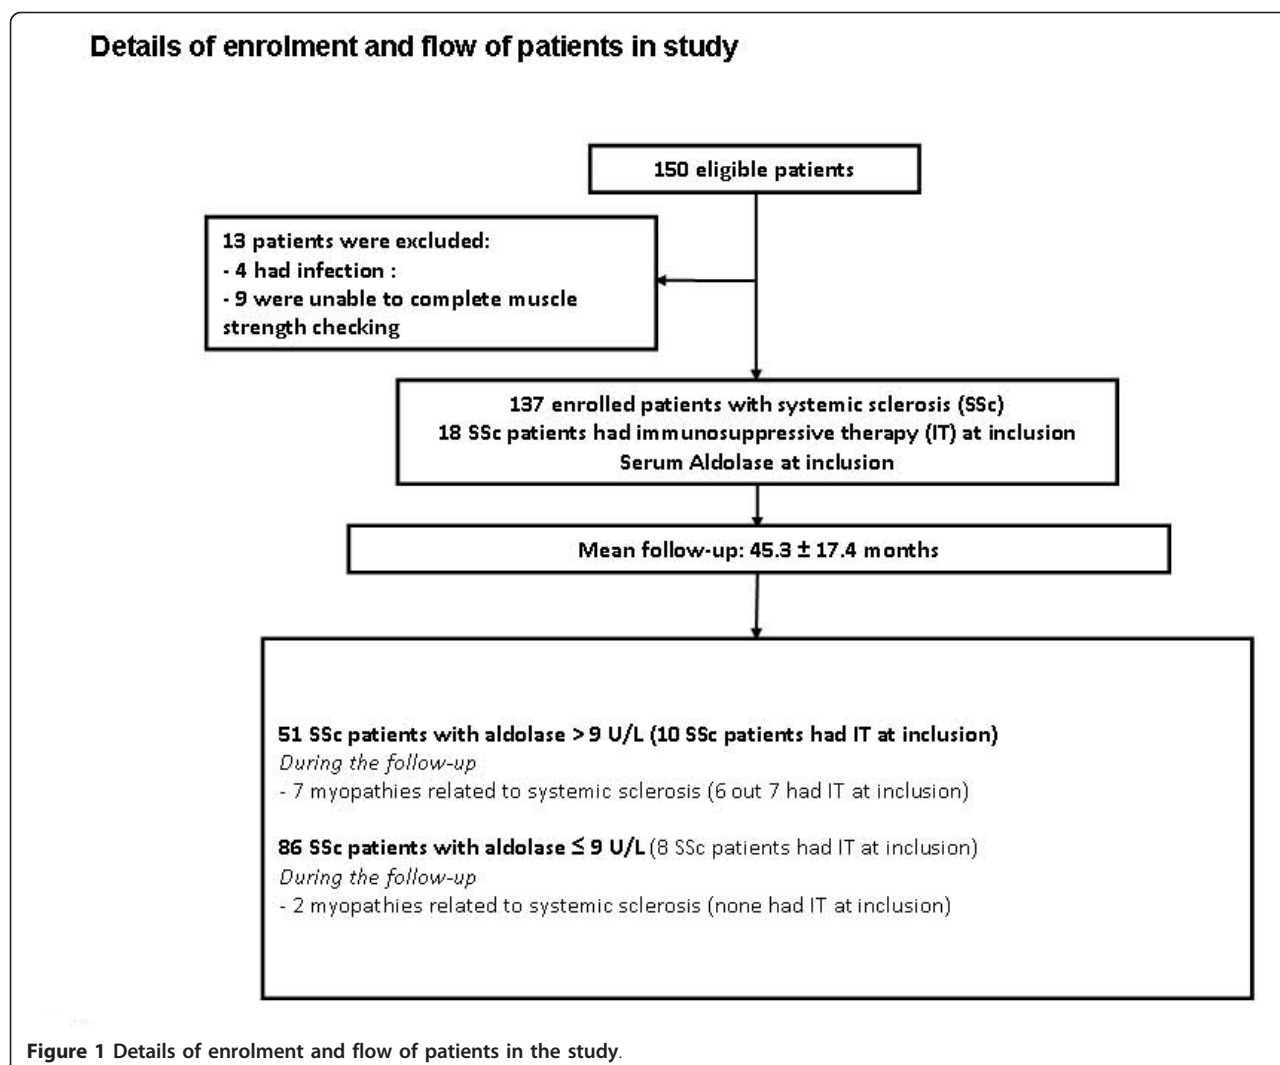 Details of enrolment and flow of patients in study
150 eligible patients
13 patients were excluded:
- 4 had infection :
- 9 were unable to complete muscle
strength checking
137 enrolled patients with systemic sclerosis (SSc)
18 SSc patients had immunosuppressive therapy (IT) at inclusion
Serum Aldolase at inclusion
Mean follow-up: 45.3 ± 17.4 months
51 SSc patients with aldolase > 9 U/L (10 SSc patients had IT at inclusion)
During the follow-up
- 7 myopathies related to systemic sclerosis (6 out 7 had IT at inclusion)
86 SSc patients with aldolase ≤ 9 U/L (8 SSc patients had IT at inclusion)
During the follow-up
- 2 myopathies related to systemic sclerosis (none had IT at inclusion)
Figure 1 Details of enrolment and flow of patients in the study.